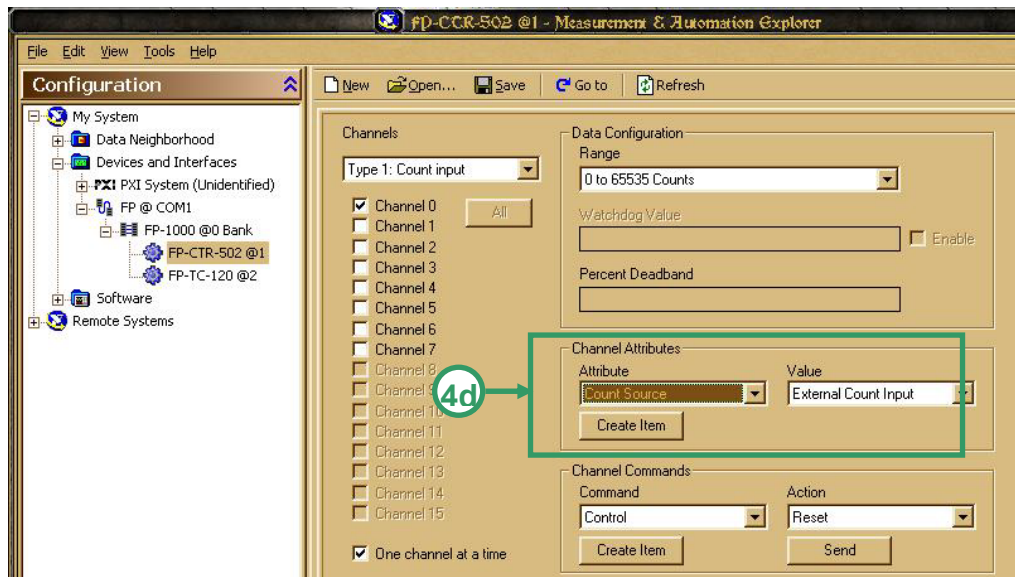 FP-CTR-502 @1 - Measurement & Automation Explorer
File Edit View Tools Help
Configuration
New Open... Save Go to Refresh
My System
Data Neighborhood
Devices and Interfaces
PXI PXI System (Unidentified)
FP @ COM1
FP-1000 @0 Bank
FP-CTR-502 @1
FP-TC-120 @2
Software
Remote Systems
Channels
Type 1: Count input
Channel 0
All
Channel 1
Channel 2
Channel 3
Channel 4
Channel 5
Channel 6
Channel 7
Channel 8
Channel 9
Channel 10
Channel 11
Channel 12
Channel 13
Channel 14
Channel 15
One channel at a time
4d
Data Configuration
Range
0 to 65535 Counts
Watchdog Value
Enable
Percent Deadband
Channel Attributes
Attribute Value
Count Source External Count Input
Create Item
Channel Commands
Command Action
Control Reset
Create Item Send